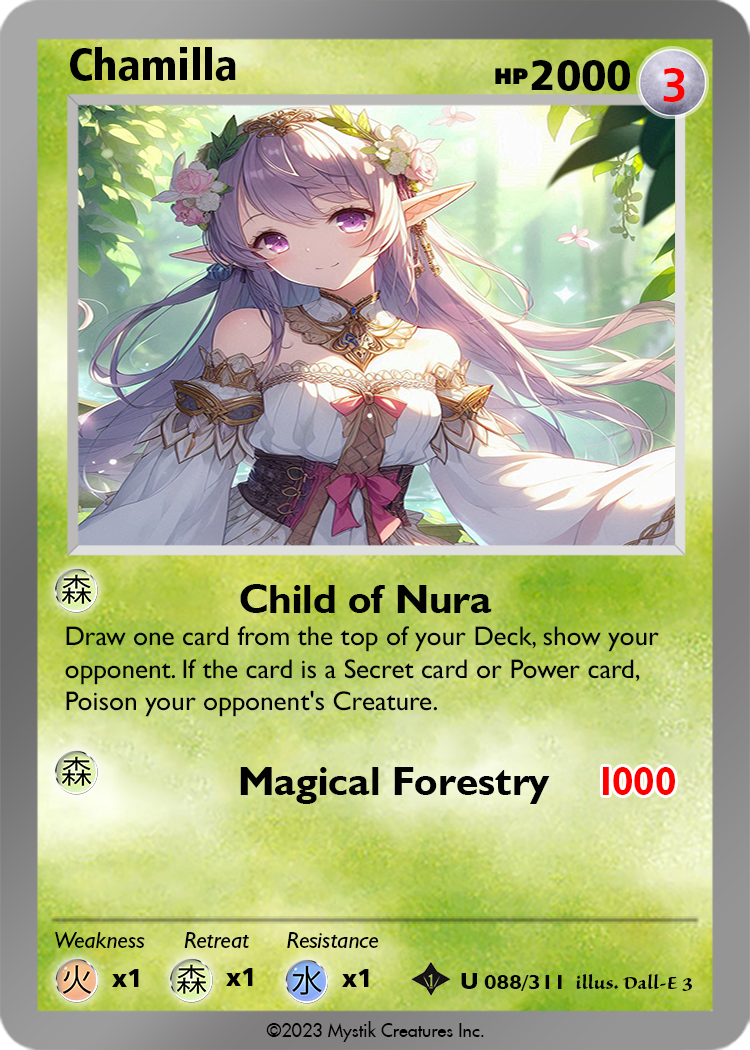 Chamilla HP2000 3
森 Child of Nura
Draw one card from the top of your Deck, show your
opponent. If the card is a Secret card or Power card,
Poison your opponent's Creature.
森 Magical Forestry 1000
Weakness Retreat Resistance
火 x1 森 x1 水 x1 1 U 088/311 illus. Dall-E 3
©2023 Mystik Creatures Inc.